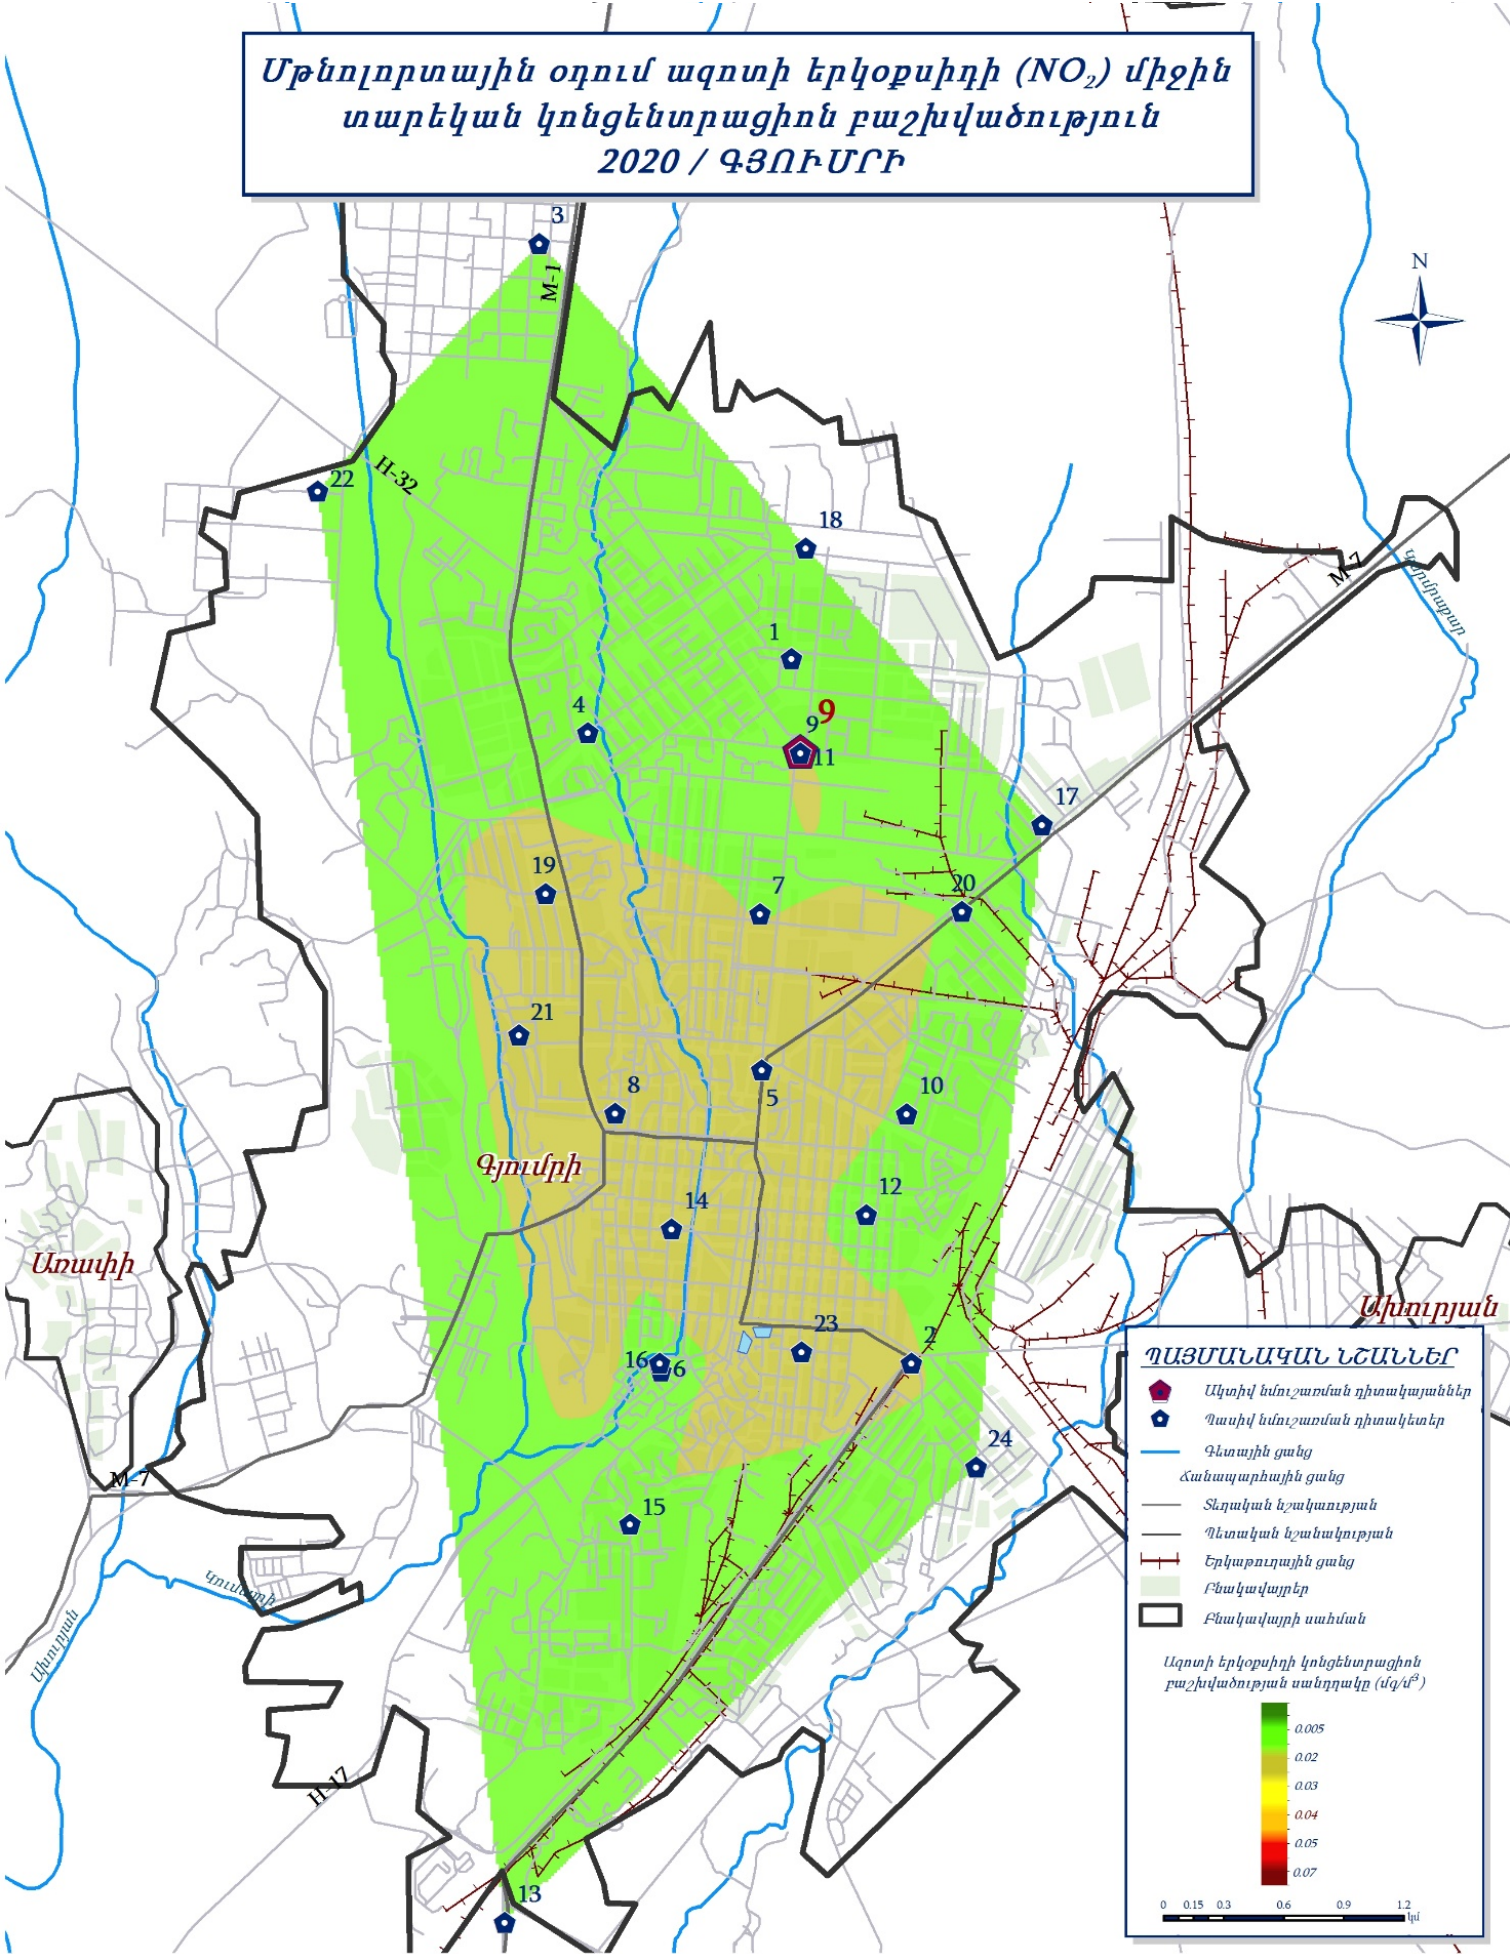 Մթնոլորտային օդում ազոտի երկօքսիդի (NO₂) միջին
տարեկան կոնցենտրացիոն բաշխվածություն
2020 / ԳՅՈՒՄՐԻ
3
M-1
N
22
H-32
18
1
4
9
9
11
M-7
Կարմրաքար
17
19
7
20
21
8
5
10
Գյումրի
14
12
Առափի
Ախուրյան
23
2
16
6
24
M-7
15
Կումայրի
Ախուրյան
H-17
13
ՊԱՅՄԱՆԱԿԱՆ ՆՇԱՆՆԵՐ
Ակտիվ նմուշառման դիտակայաններ
Պասիվ նմուշառման դիտակետեր
Գետային ցանց
Ճանապարհային ցանց
Տեղական նշակաության
Պետական նշանակության
Երկաթուղային ցանց
Բնակավայրեր
Բնակավայրի սահման
Ազոտի երկօքսիդի կոնցենտրացիոն
բաշխվածության սանդղակը (մգ/մ³)
0.005
0.02
0.03
0.04
0.05
0.07
0 0.15 0.3 0.6 0.9 1.2
կմ